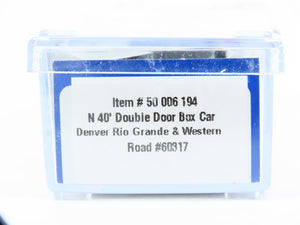 Item # 50 006 194
N 40' Double Door Box Car
Denver Rio Grande & Western
Road #60317